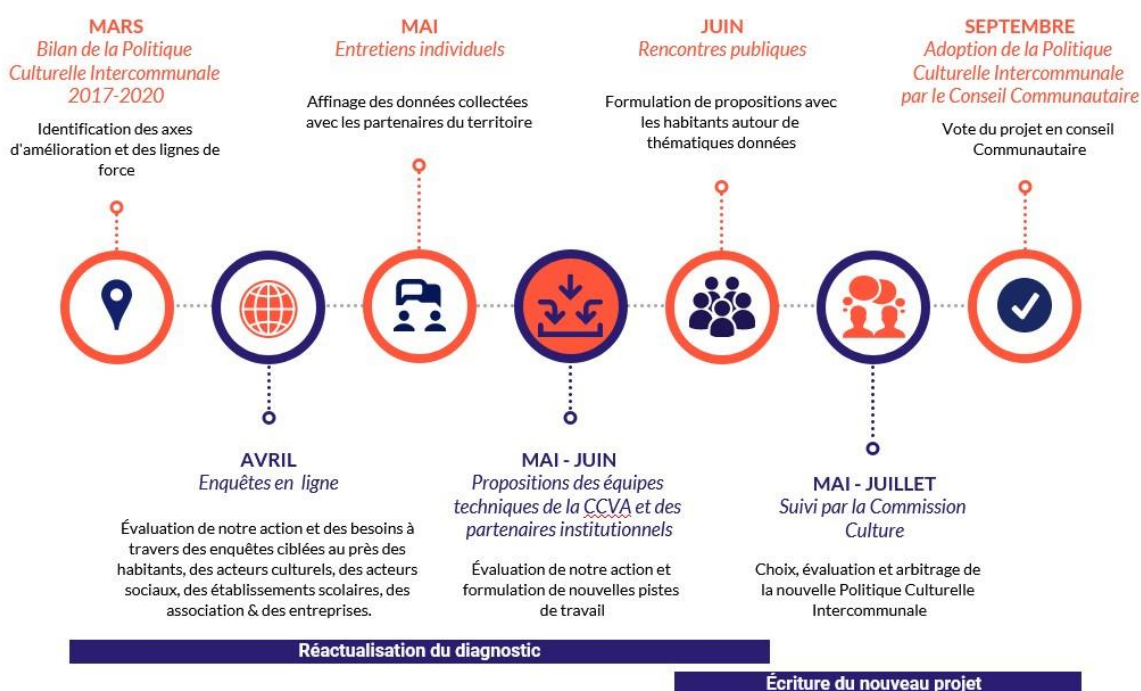 MARS
Bilan de la Politique
Culturelle Intercommunale
2017-2020
Identification des axes
d'amélioration et des lignes de
force
MAI
Entretiens individuels
Affinage des données collectées
avec les partenaires du territoire
JUIN
Rencontres publiques
Formulation de propositions avec
les habitants autour de
thématiques données
SEPTEMBRE
Adoption de la Politique
Culturelle Intercommunale
par le Conseil Communautaire
Vote du projet en conseil
Communautaire
AVRIL
Enquêtes en ligne
Évaluation de notre action et des besoins à
travers des enquêtes ciblées au près des
habitants, des acteurs culturels, des acteurs
sociaux, des établissements scolaires, des
association & des entreprises.
MAI - JUIN
Propositions des équipes
techniques de la CCVA et des
partenaires institutionnels
Évaluation de notre action et
formulation de nouvelles pistes
de travail
MAI - JUILLET
Suivi par la Commission
Culture
Choix, évaluation et arbitrage de
la nouvelle Politique Culturelle
Intercommunale
Réactualisation du diagnostic
Écriture du nouveau projet